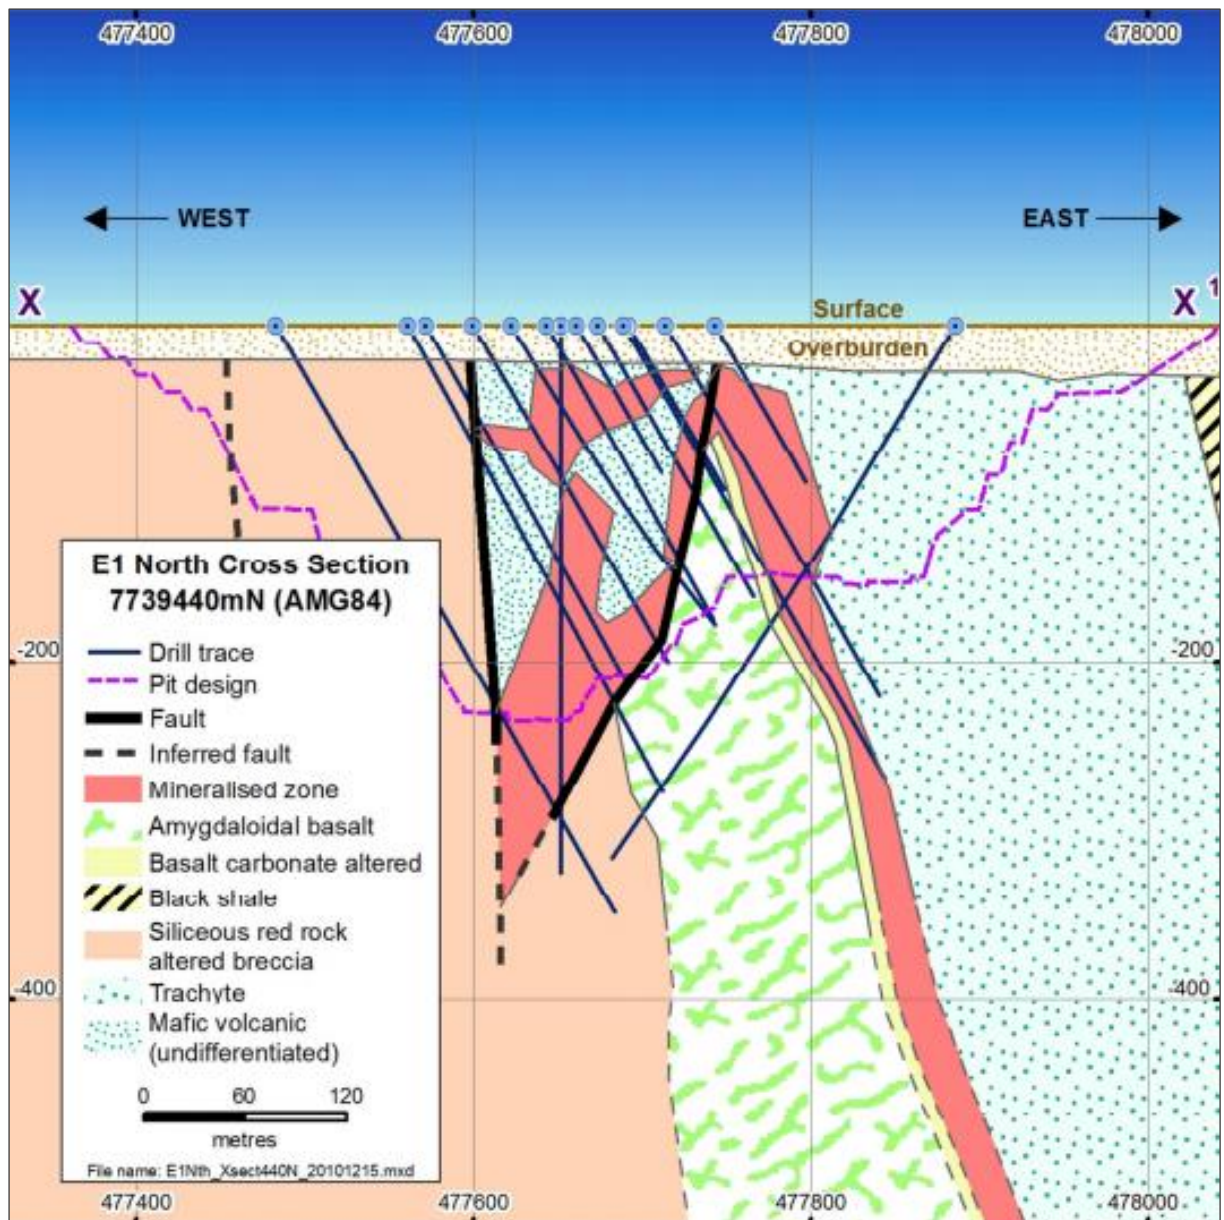 477400 477600 477800 478000
WEST EAST
X X 1
Surface
Overburden
E1 North Cross Section
7739440mN (AMG84)
-200 -200
Drill trace
Pit design
Fault
Inferred fault
Mineralised zone
Amygdaloidal basalt
Basalt carbonate altered
Black shale
Siliceous red rock
altered breccia
-400 -400
Trachyte
Mafic volcanic
(undifferentiated)
0 60 120
metres
File name: E1Nth_Xsect440N_20101215.mxd
477400 477600 477800 478000